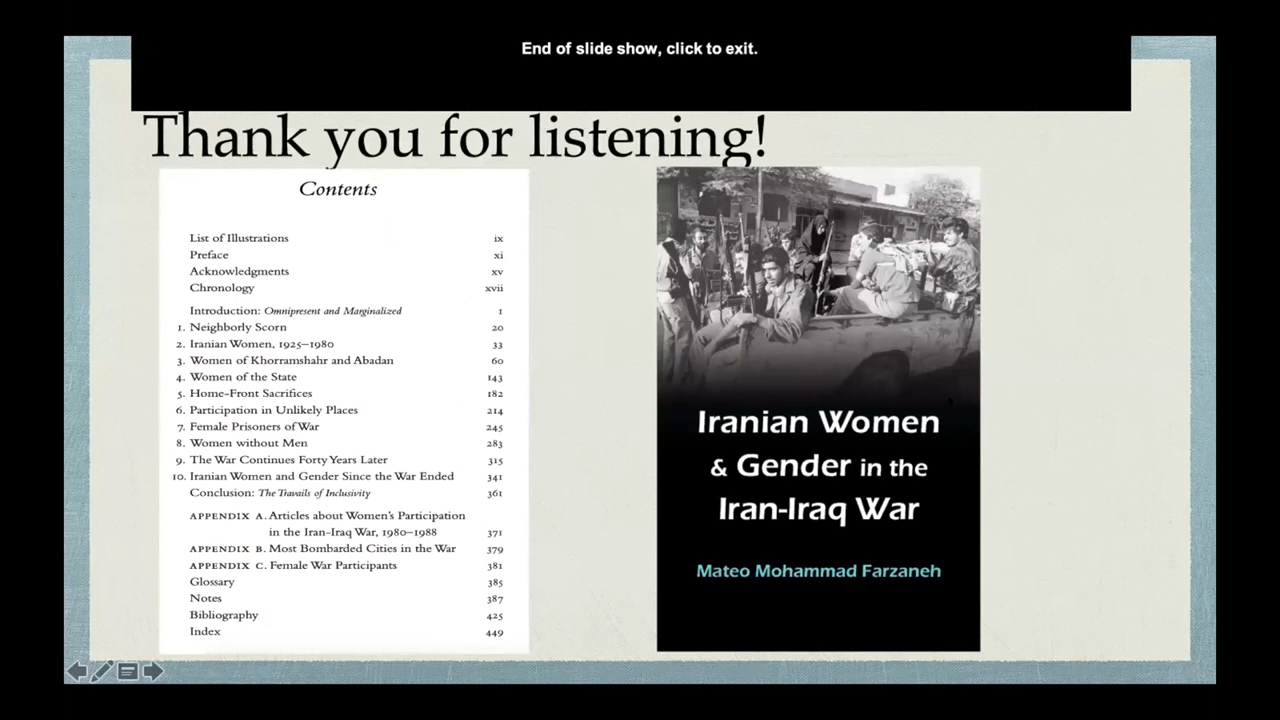 End of slide show, click to exit.
Thank you for listening!
Contents
List of Illustrations ix
Preface xi
Acknowledgments xv
Chronology xvii
Introduction: Omnipresent and Marginalized 1
1. Neighborly Scorn 20
2. Iranian Women, 1925–1980 33
3. Women of Khorramshahr and Abadan 60
4. Women of the State 143
5. Home-Front Sacrifices 182
6. Participation in Unlikely Places 214
7. Female Prisoners of War 245
8. Women without Men 283
9. The War Continues Forty Years Later 315
10. Iranian Women and Gender Since the War Ended 341
Conclusion: The Travails of Inclusivity 361
APPENDIX A. Articles about Women's Participation
in the Iran-Iraq War, 1980–1988 371
APPENDIX B. Most Bombarded Cities in the War 379
APPENDIX C. Female War Participants 381
Glossary 385
Notes 387
Bibliography 425
Index 449
Iranian Women
& Gender in the
Iran-Iraq War
Mateo Mohammad Farzaneh